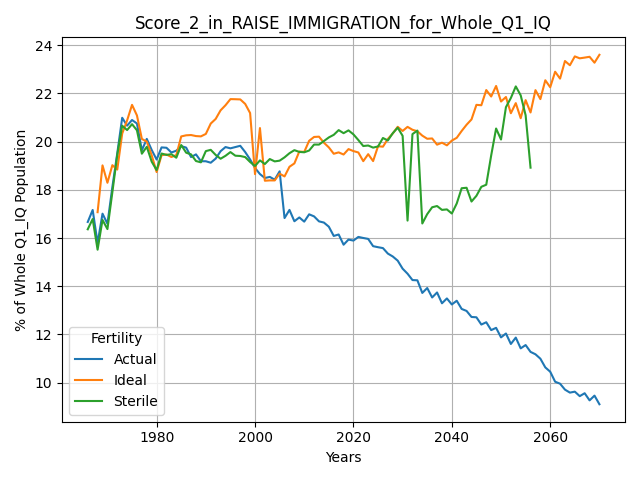 Score_2_in_RAISE_IMMIGRATION_for_Whole_Q1_IQ
% of Whole Q1_IQ Population
24
22
20
18
16
14
12
10
Fertility
Actual
Ideal
Sterile
1980
2000
2020
2040
2060
Years